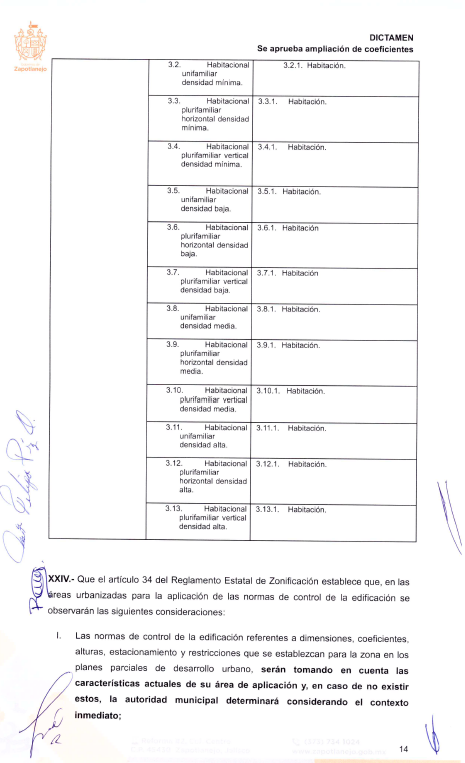 Zapotlanejo
DICTAMEN
Se aprueba ampliación de coeficientes
3.2. Habitacional
unifamiliar
densidad mínima.
3.2.1. Habitación.
3.3. Habitacional
plurifamiliar
horizontal densidad
mínima.
3.3.1. Habitación.
3.4. Habitacional
plurifamiliar vertical
densidad mínima.
3.4.1. Habitación.
3.5. Habitacional
unifamiliar
densidad baja.
3.5.1. Habitación.
3.6. Habitacional
plurifamiliar
horizontal densidad
baja.
3.6.1. Habitación
3.7. Habitacional
plurifamiliar vertical
densidad baja.
3.7.1. Habitación
3.8. Habitacional
unifamiliar
densidad media.
3.8.1. Habitación.
3.9. Habitacional
plurifamiliar
horizontal densidad
media.
3.9.1. Habitación.
3.10. Habitacional
plurifamiliar vertical
densidad media.
3.10.1. Habitación.
3.11. Habitacional
unifamiliar
densidad alta.
3.11.1. Habitación.
3.12. Habitacional
plurifamiliar
horizontal densidad
alta.
3.12.1. Habitación.
3.13. Habitacional
plurifamiliar vertical
densidad alta.
3.13.1. Habitación.
XXIV.- Que el artículo 34 del Reglamento Estatal de Zonificación establece que, en las
áreas urbanizadas para la aplicación de las normas de control de la edificación se
observarán las siguientes consideraciones:
I. Las normas de control de la edificación referentes a dimensiones, coeficientes,
alturas, estacionamiento y restricciones que se establezcan para la zona en los
planes parciales de desarrollo urbano, serán tomando en cuenta las
características actuales de su área de aplicación y, en caso de no existir
estos, la autoridad municipal determinará considerando el contexto
inmediato;
14